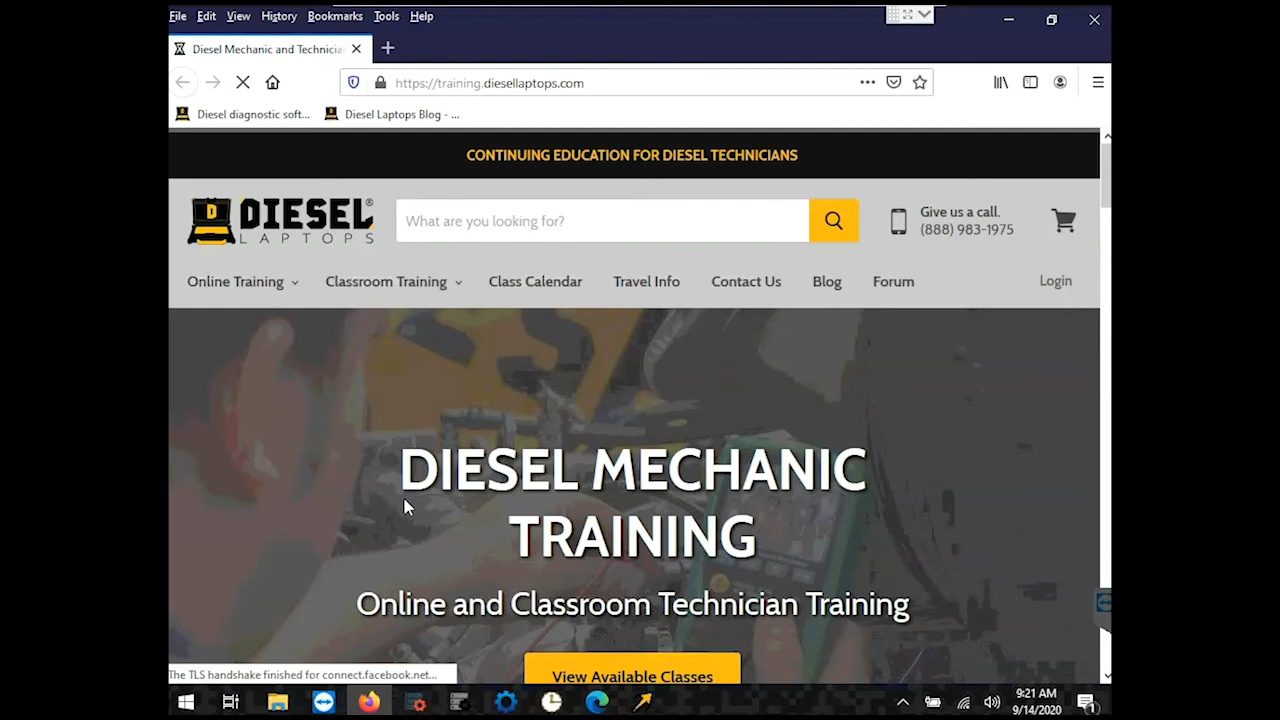 File Edit View History Bookmarks Tools Help
Diesel Mechanic and Technicia
https://training.diesellaptops.com
Diesel diagnostic soft... Diesel Laptops Blog - ...
CONTINUING EDUCATION FOR DIESEL TECHNICIANS
DIESEL®
LAPTOPS
What are you looking for?
Give us a call.
(888) 983-1975
Online Training Classroom Training Class Calendar Travel Info Contact Us Blog Forum Login
DIESEL MECHANIC
TRAINING
Online and Classroom Technician Training
View Available Classes
The TLS handshake finished for connect.facebook.net...
9:21 AM
9/14/2020
1